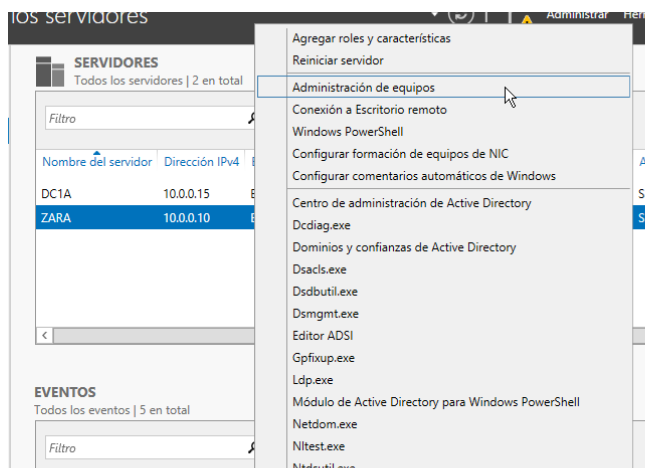 los servidores
Administrar
SERVIDORES
Todos los servidores | 2 en total
Filtro
Nombre del servidor Dirección IPv4
DC1A 10.0.0.15
ZARA 10.0.0.10
EVENTOS
Todos los eventos | 5 en total
Filtro
Agregar roles y características
Reiniciar servidor
Administración de equipos
Conexión a Escritorio remoto
Windows PowerShell
Configurar formación de equipos de NIC
Configurar comentarios automáticos de Windows
Centro de administración de Active Directory
Dcdiag.exe
Dominios y confianzas de Active Directory
Dsacls.exe
Dsdbutil.exe
Dsmgmt.exe
Editor ADSI
Gpfixup.exe
Ldp.exe
Módulo de Active Directory para Windows PowerShell
Netdom.exe
Nltest.exe
Ntdsutil.exe